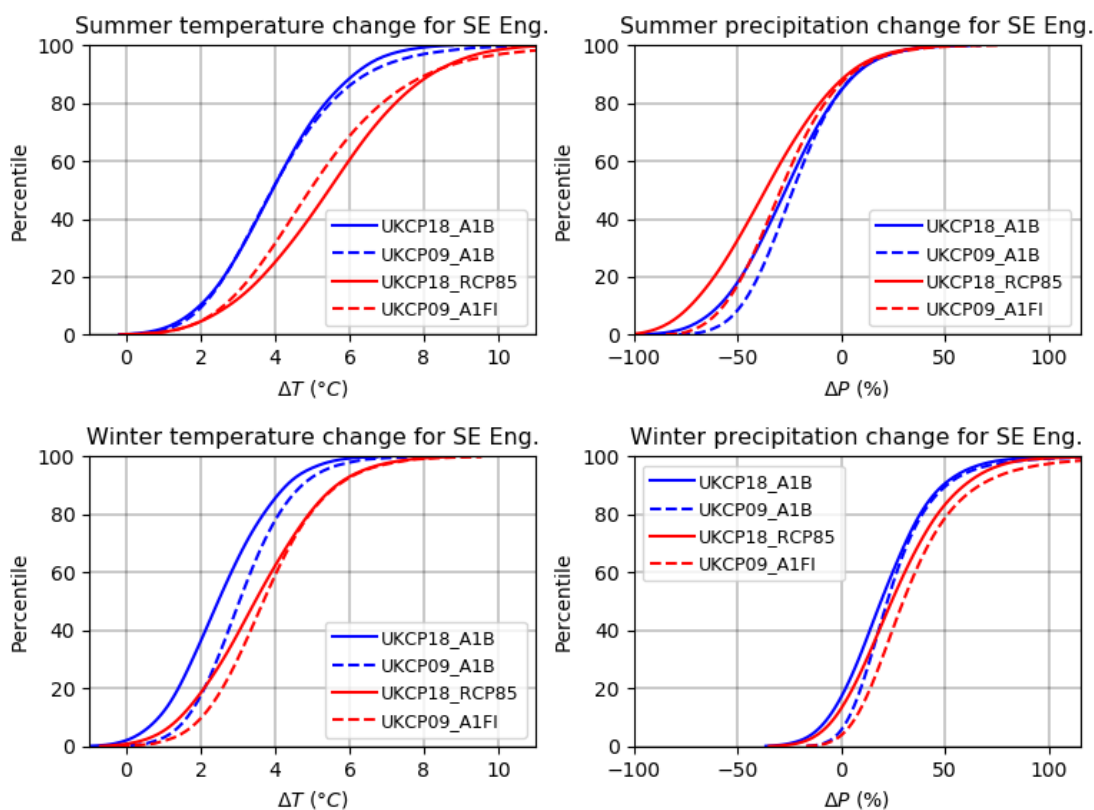 Summer temperature change for SE Eng.
100
80
60
40
20
0
Percentile
0
2
4
6
8
10
ΔT (°C)
UKCP18_A1B
UKCP09_A1B
UKCP18_RCP85
UKCP09_A1FI
Summer precipitation change for SE Eng.
100
80
60
40
20
0
Percentile
−100
−50
0
50
100
ΔP (%)
UKCP18_A1B
UKCP09_A1B
UKCP18_RCP85
UKCP09_A1FI
Winter temperature change for SE Eng.
100
80
60
40
20
0
Percentile
0
2
4
6
8
10
ΔT (°C)
UKCP18_A1B
UKCP09_A1B
UKCP18_RCP85
UKCP09_A1FI
Winter precipitation change for SE Eng.
100
80
60
40
20
0
Percentile
−100
−50
0
50
100
ΔP (%)
UKCP18_A1B
UKCP09_A1B
UKCP18_RCP85
UKCP09_A1FI